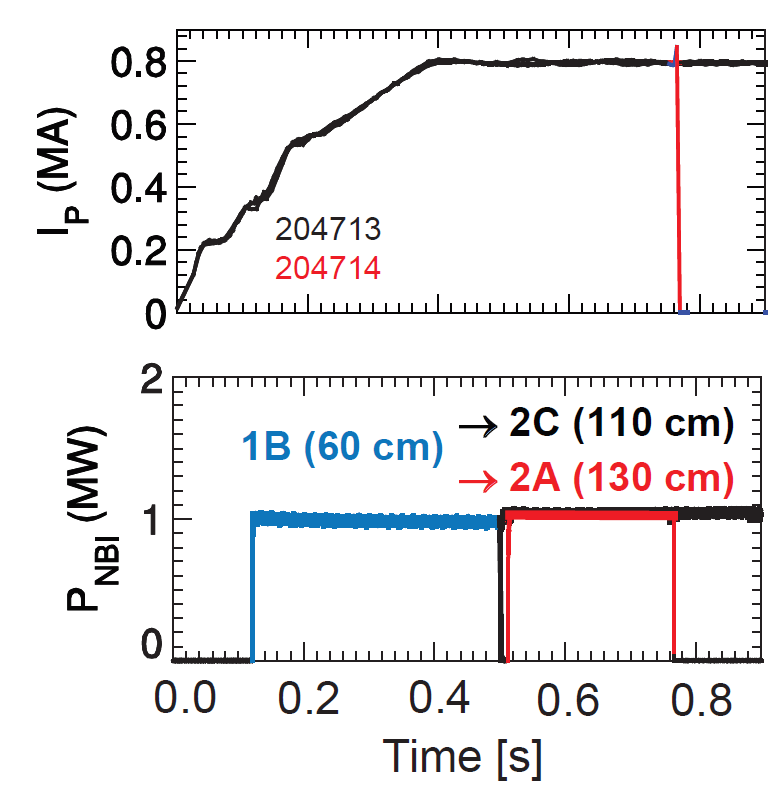 I_P (MA)
0.8
0.6
0.4
0.2
0
204713
204714
P_NBI (MW)
2
1
0
1B (60 cm)
→ 2C (110 cm)
→ 2A (130 cm)
0.0 0.2 0.4 0.6 0.8
Time [s]